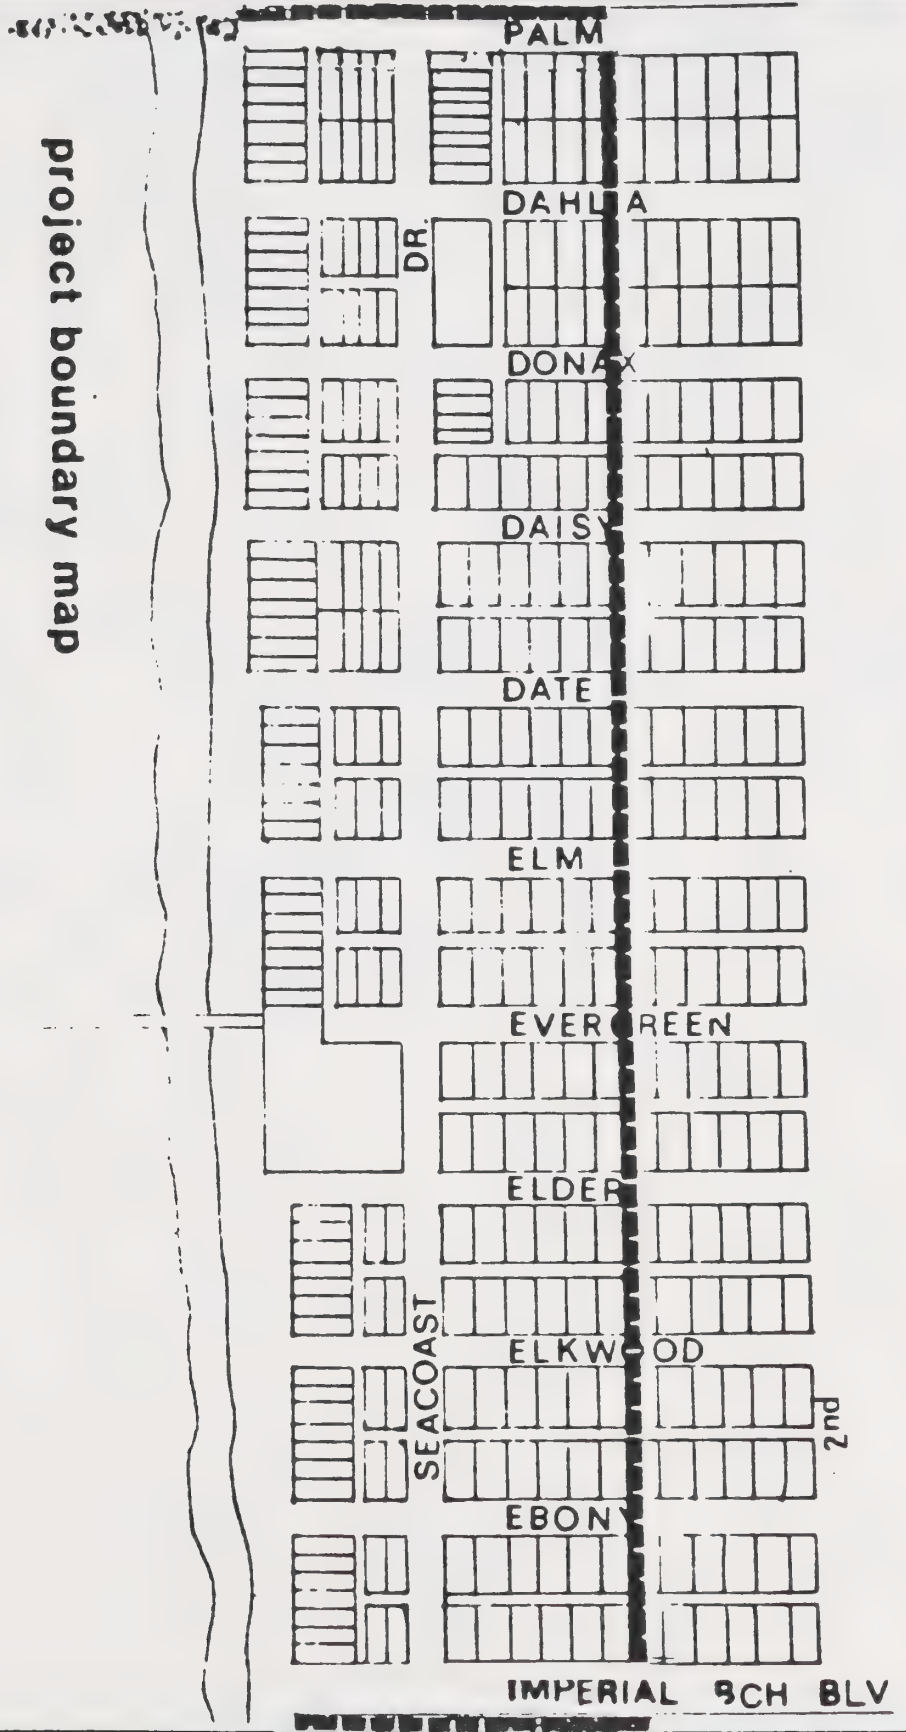 PALM
project boundary map
DAHLIA
DR.
DONAX
DAISY
DATE
ELM
EVERGREEN
ELDER
SEACOAST
ELKWOOD
2nd
EBONY
IMPERIAL BCH BLV